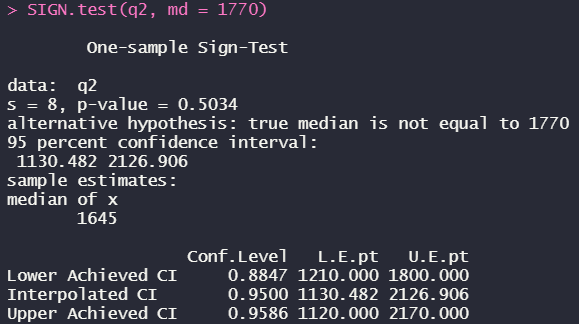 > SIGN.test(q2, md = 1770)
One-sample Sign-Test
data:  q2
s = 8, p-value = 0.5034
alternative hypothesis: true median is not equal to 1770
95 percent confidence interval:
 1130.482 2126.906
sample estimates:
median of x
1645
Conf.Level   L.E.pt   U.E.pt
Lower Achieved CI     0.8847 1210.000 1800.000
Interpolated CI       0.9500 1130.482 2126.906
Upper Achieved CI     0.9586 1120.000 2170.000